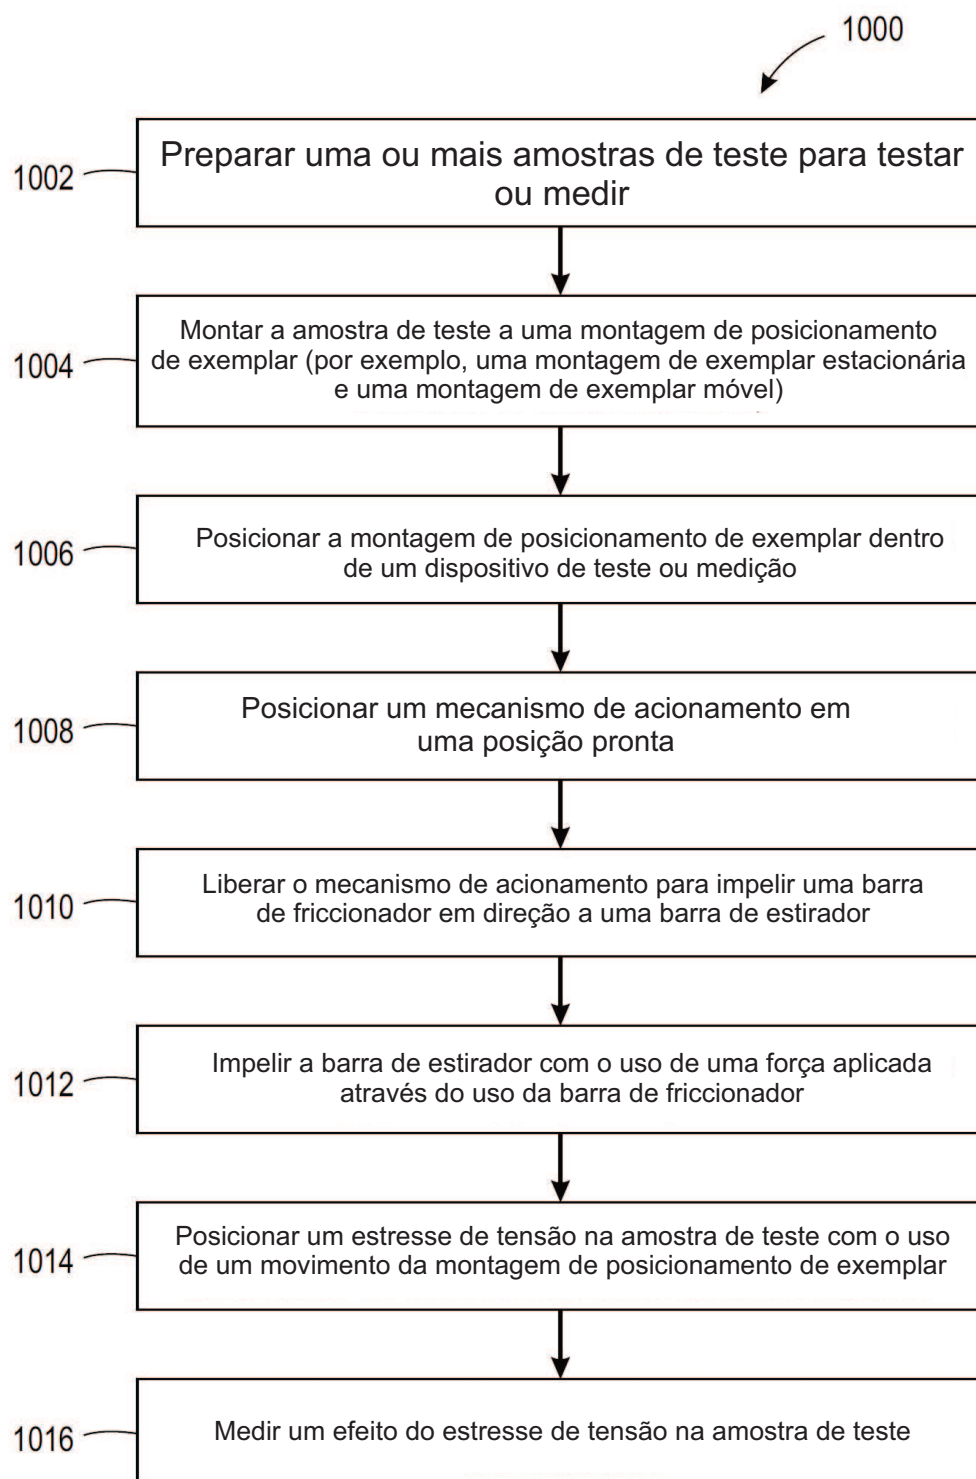 1000
1002
Preparar uma ou mais amostras de teste para testar
ou medir
1004
Montar a amostra de teste a uma montagem de posicionamento
de exemplar (por exemplo, uma montagem de exemplar estacionária
e uma montagem de exemplar móvel)
1006
Posicionar a montagem de posicionamento de exemplar dentro
de um dispositivo de teste ou medição
1008
Posicionar um mecanismo de acionamento em
uma posição pronta
1010
Liberar o mecanismo de acionamento para impelir uma barra
de friccionador em direção a uma barra de estirador
1012
Impelir a barra de estirador com o uso de uma força aplicada
através do uso da barra de friccionador
1014
Posicionar um estresse de tensão na amostra de teste com o uso
de um movimento da montagem de posicionamento de exemplar
1016
Medir um efeito do estresse de tensão na amostra de teste